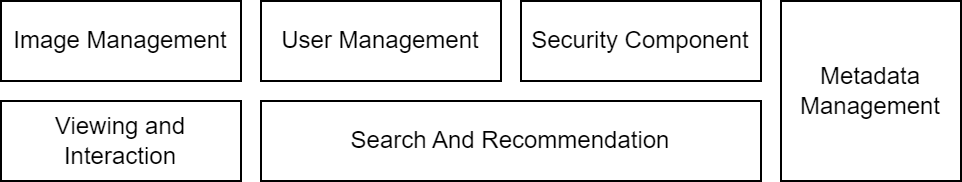 Image Management
User Management
Security Component
Metadata
Management
Viewing and
Interaction
Search And Recommendation